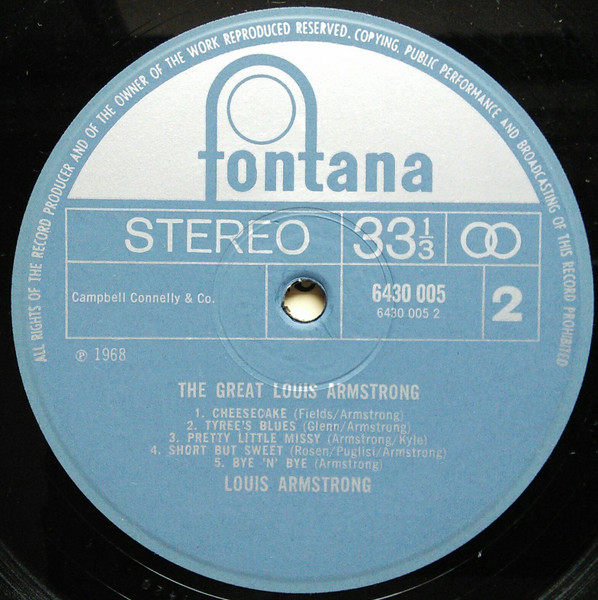 ALL RIGHTS OF THE RECORD PRODUCER AND OF THE OWNER OF THE WORK REPRODUCED RESERVED. COPYING, PUBLIC PERFORMANCE AND BROADCASTING OF THIS RECORD PROHIBITED
fontana
STEREO 33 1/3
Campbell Connelly & Co. 6430 005 2
6430 005 2
℗ 1968
THE GREAT LOUIS ARMSTRONG
1. CHEESECAKE (Fields/Armstrong)
2. TYREE'S BLUES (Glenn/Armstrong)
3. PRETTY LITTLE MISSY (Armstrong/Kyle)
4. SHORT BUT SWEET (Rosen/Puglisi/Armstrong)
5. BYE 'N' BYE (Armstrong)
LOUIS ARMSTRONG